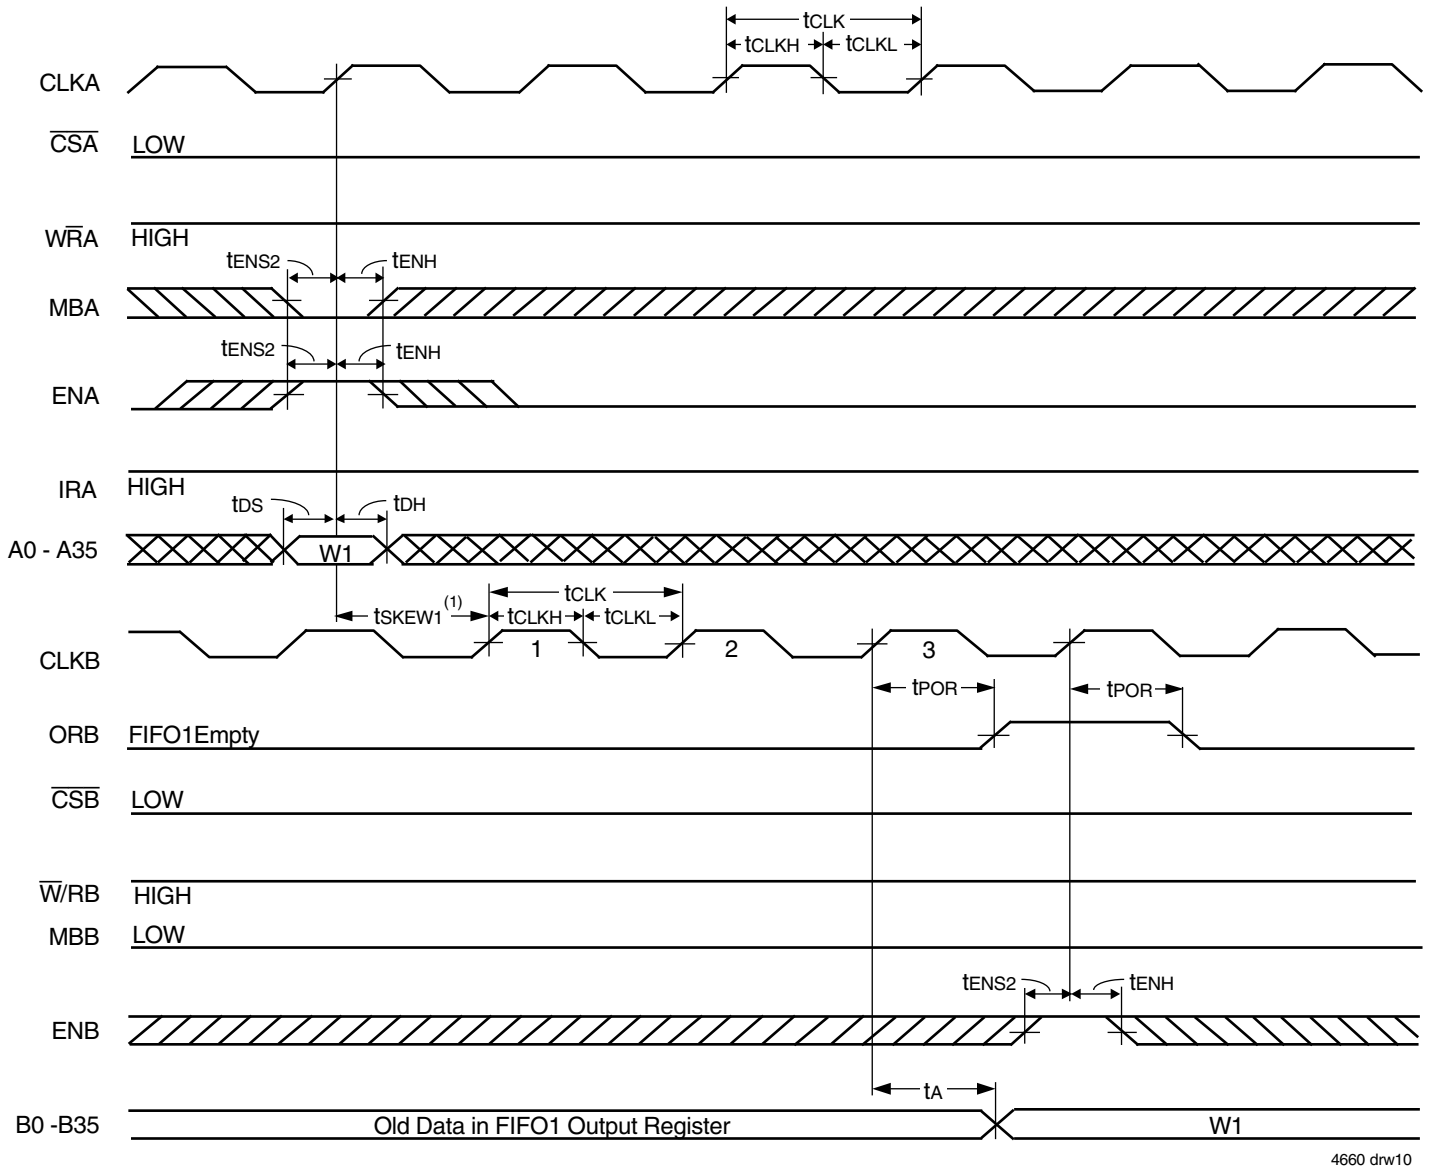 tCLK
tCLKH tCLKL
CLKA
CSA LOW
WRA HIGH
tENS2 tENH
MBA
tENS2 tENH
ENA
IRA HIGH
tDS tDH
A0 - A35 W1
tSKEW1(1) tCLK
tCLKH tCLKL
CLKB 1 2 3
tPOR tPOR
ORB FIFO1Empty
CSB LOW
W/RB HIGH
MBB LOW
tENS2 tENH
ENB
tA
B0 -B35 Old Data in FIFO1 Output Register W1
4660 drw10